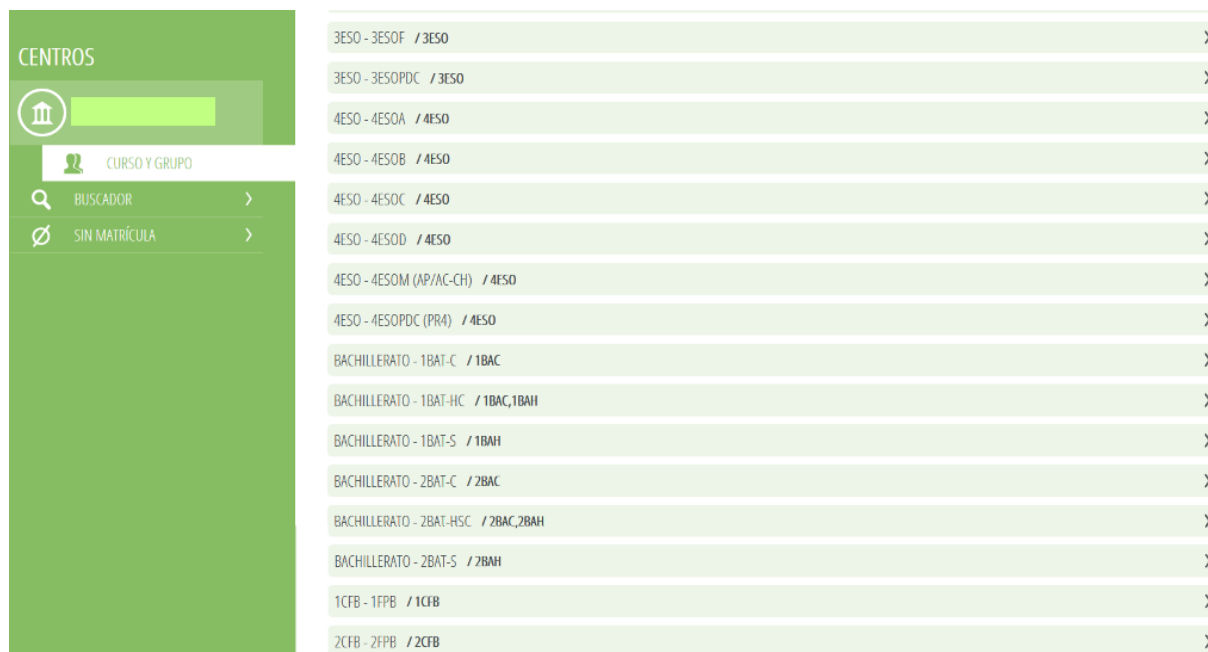 CENTROS
CURSO Y GRUPO
BUSCADOR
SIN MATRÍCULA
3ESO - 3ESOF / 3ESO
3ESO - 3ESOPDC / 3ESO
4ESO - 4ESOA / 4ESO
4ESO - 4ESOB / 4ESO
4ESO - 4ESOC / 4ESO
4ESO - 4ESOD / 4ESO
4ESO - 4ESOM (AP/AC-CH) / 4ESO
4ESO - 4ESOPDC (PR4) / 4ESO
BACHILLERATO - 1BAT-C / 1BAC
BACHILLERATO - 1BAT-HC / 1BAC,1BAH
BACHILLERATO - 1BAT-S / 1BAH
BACHILLERATO - 2BAT-C / 2BAC
BACHILLERATO - 2BAT-HSC / 2BAC,2BAH
BACHILLERATO - 2BAT-S / 2BAH
1CFB - 1FPB / 1CFB
2CFB - 2FPB / 2CFB